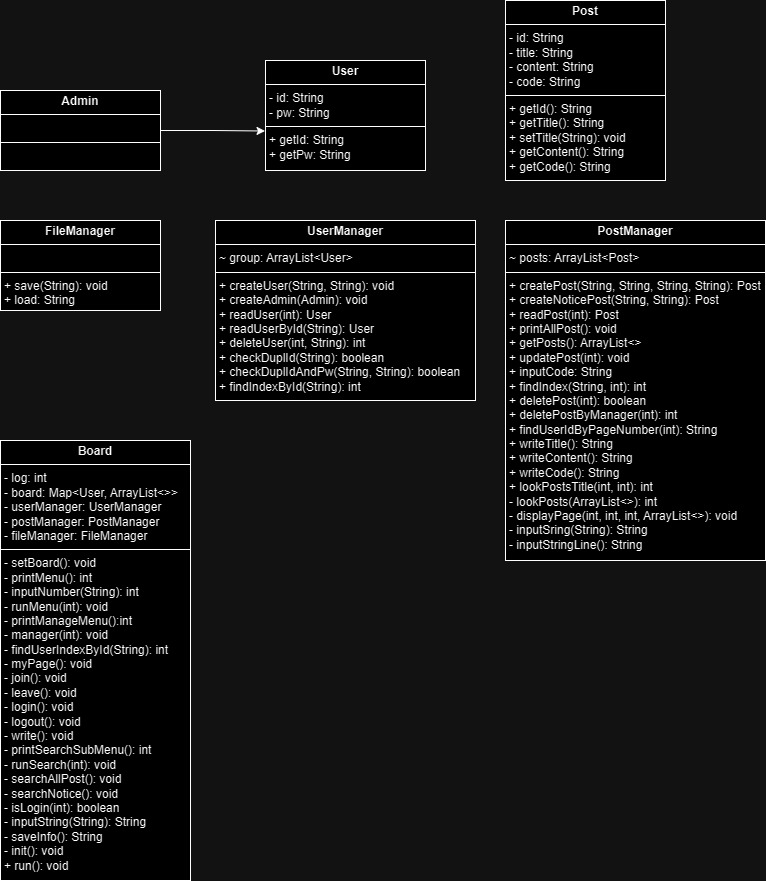 Post
- id: String
- title: String
- content: String
- code: String
+ getId(): String
+ getTitle(): String
+ setTitle(String): void
+ getContent(): String
+ getCode(): String
User
- id: String
- pw: String
+ getId: String
+ getPw: String
Admin
FileManager
+ save(String): void
+ load: String
UserManager
~ group: ArrayList<User>
+ createUser(String, String): void
+ createAdmin(Admin): void
+ readUser(int): User
+ readUserById(String): User
+ deleteUser(int, String): int
+ checkDuplId(String): boolean
+ checkDuplIdAndPw(String, String): boolean
+ findIndexById(String): int
PostManager
~ posts: ArrayList<Post>
+ createPost(String, String, String, String): Post
+ createNoticePost(String, String): Post
+ readPost(int): Post
+ printAllPost(): void
+ getPosts(): ArrayList<>
+ updatePost(int): void
+ inputCode: String
+ findIndex(String, int): int
+ deletePost(int): boolean
+ deletePostByManager(int): int
+ findUserIdByPageNumber(int): String
+ writeTitle(): String
+ writeContent(): String
+ writeCode(): String
+ lookPostsTitle(int, int): int
- lookPosts(ArrayList<>): int
- displayPage(int, int, int, ArrayList<>): void
- inputSring(String): String
- inputStringLine(): String
Board
- log: int
- board: Map<User, ArrayList<>>
- userManager: UserManager
- postManager: PostManager
- fileManager: FileManager
- setBoard(): void
- printMenu(): int
- inputNumber(String): int
- runMenu(int): void
- printManageMenu():int
- manager(int): void
- findUserIndexById(String): int
- myPage(): void
- join(): void
- leave(): void
- login(): void
- logout(): void
- write(): void
- printSearchSubMenu(): int
- runSearch(int): void
- searchAllPost(): void
- searchNotice(): void
- isLogin(int): boolean
- inputString(String): String
- saveInfo(): String
- init(): void
+ run(): void